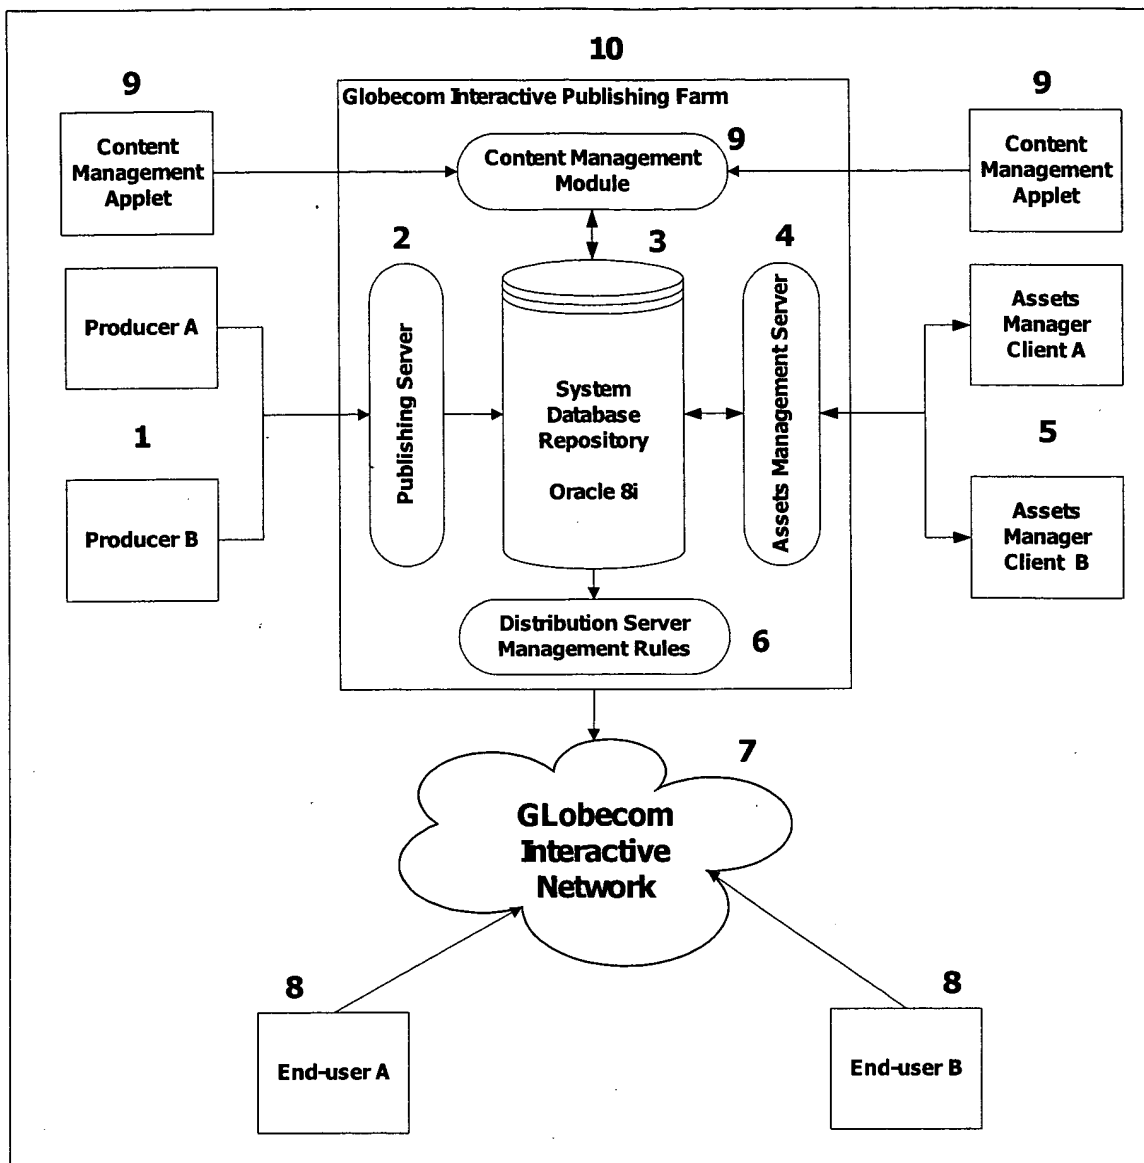 10
9
9
Globecom Interactive Publishing Farm
Content
Management
Applet
9
Content Management
Module
Content
Management
Applet
2
3
4
Producer A
Publishing Server
System
Database
Repository
Oracle 8i
Assets Management Server
Assets
Manager
Client A
1
5
Producer B
Assets
Manager
Client B
Distribution Server
Management Rules
6
7
GLobecom
Interactive
Network
8
8
End-user A
End-user B